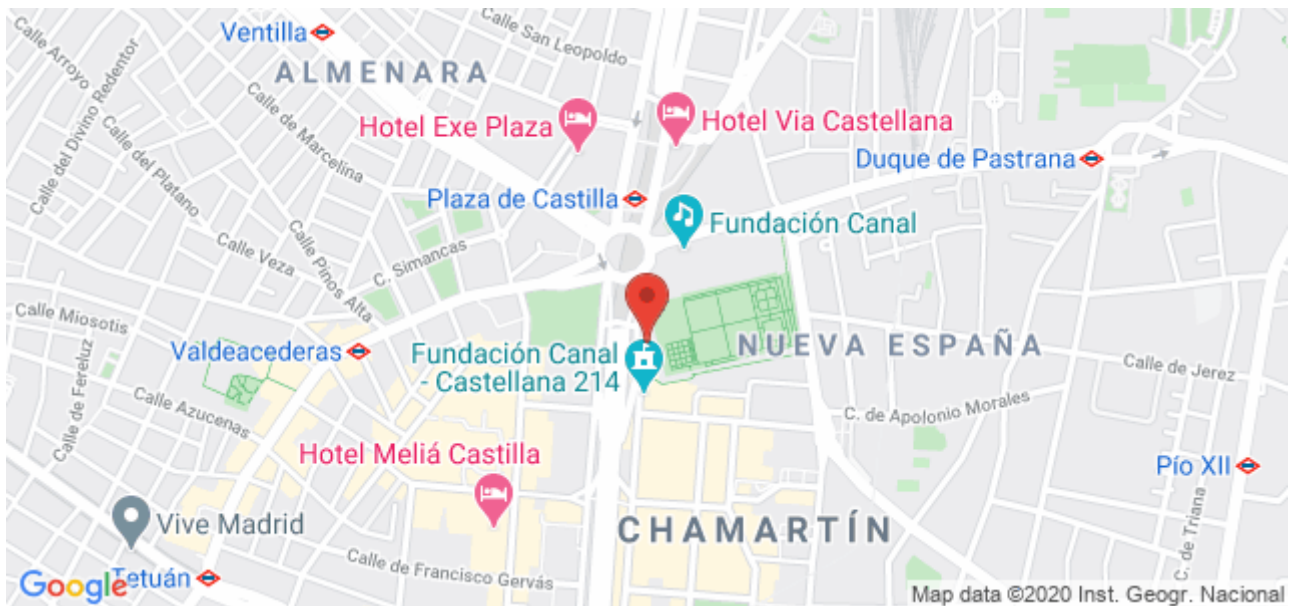 Ventilla
Calle San Leopoldo
ALMENARA
Calle Arroyo
Calle del Divino Redentor
Calle de Marcelina
Hotel Exe Plaza
Hotel Via Castellana
Duque de Pastrana
Calle del Platano
Plaza de Castilla
Fundación Canal
Calle Veza
Calle Pinos Alta
C. Simancas
Calle Miosotis
Valdeacederas
Fundación Canal
- Castellana 214
NUEVA ESPAÑA
Calle de Jerez
Calle de Fereluz
Calle Azucenas
C. de Apolonio Morales
Hotel Meliá Castilla
Pío XII
Vive Madrid
CHAMARTÍN
C. de Triana
Calle de Francisco Gervás
Google
Tetuán
Map data ©2020 Inst. Geogr. Nacional